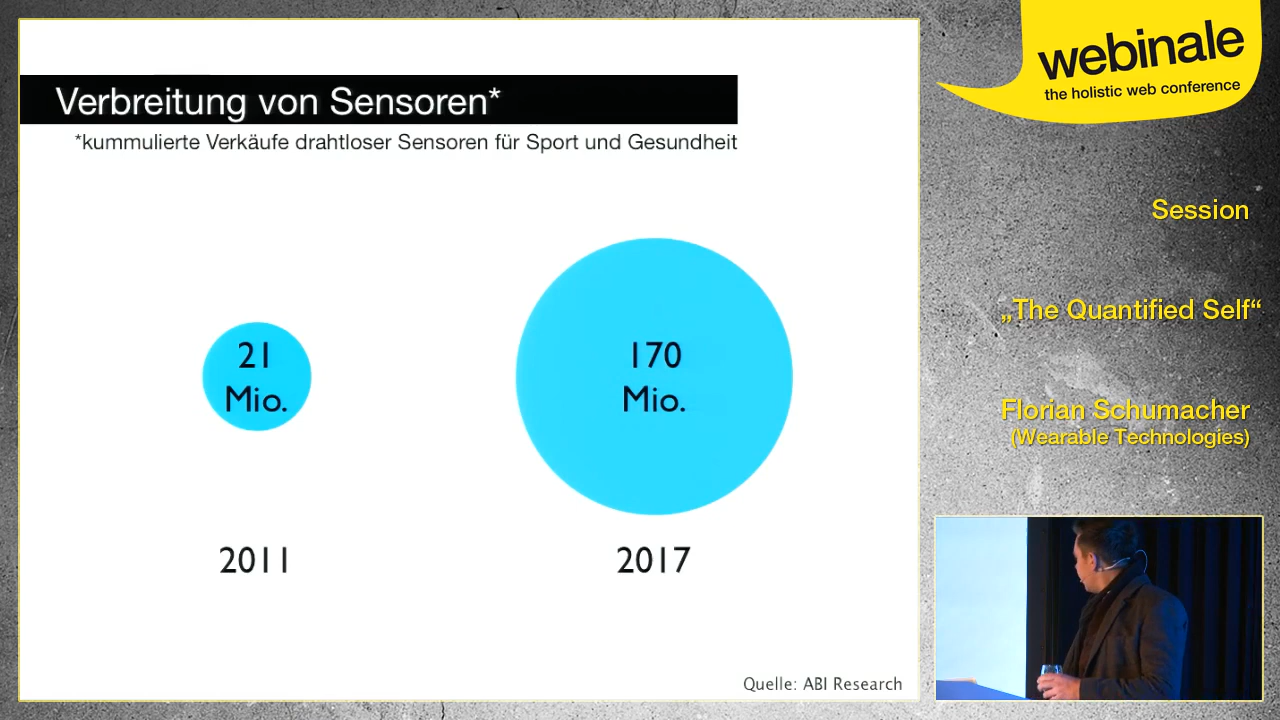 Verbreitung von Sensoren*
*kummulierte Verkäufe drahtloser Sensoren für Sport und Gesundheit
21
Mio.
170
Mio.
2011
2017
Quelle: ABI Research
webinale
the holistic web conference
Session
„The Quantified Self“
Florian Schumacher
(Wearable Technologies)